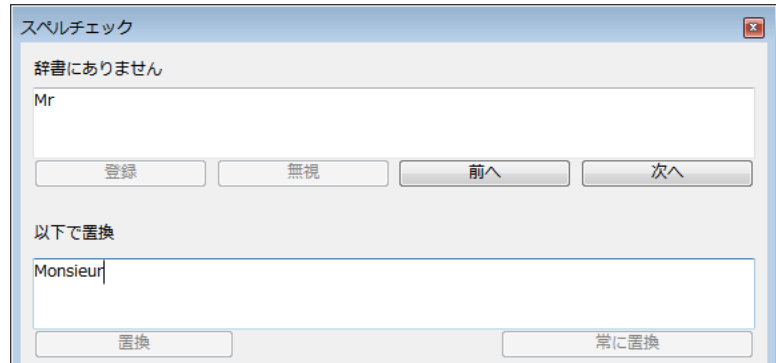 スペルチェック
辞書にありません
Mr
登録 無視 前へ 次へ
以下で置換
Monsieur
置換 常に置換